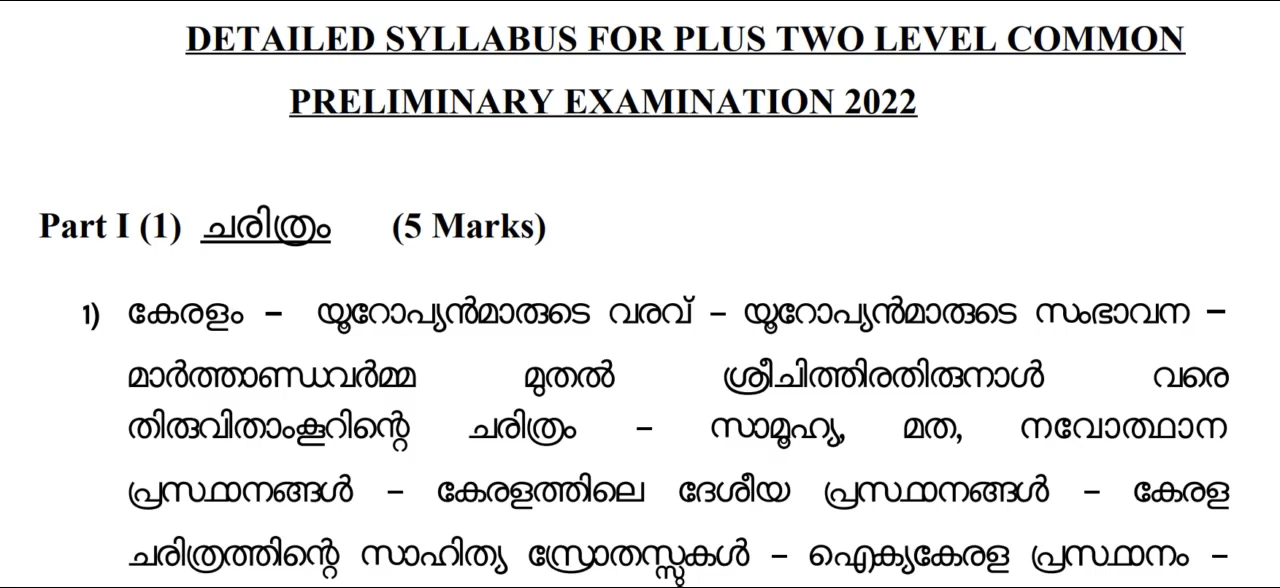 DETAILED SYLLABUS FOR PLUS TWO LEVEL COMMON
PRELIMINARY EXAMINATION 2022
Part I (1) ചരിത്രം (5 Marks)
1) കേരളം – യൂറോപ്യൻമാരുടെ വരവ് – യൂറോപ്യൻമാരുടെ സംഭാവന –
മാർത്താണ്ഡവർമ്മ മുതൽ ശ്രീചിത്തിരതിരുനാൾ വരെ
തിരുവിതാംകൂറിന്റെ ചരിത്രം – സാമൂഹ്യ, മത, നവോത്ഥാന
പ്രസ്ഥാനങ്ങൾ – കേരളത്തിലെ ദേശീയ പ്രസ്ഥാനങ്ങൾ – കേരള
ചരിത്രത്തിന്റെ സാഹിത്യ സ്രോതസ്സുകൾ – ഐക്യകേരള പ്രസ്ഥാനം –